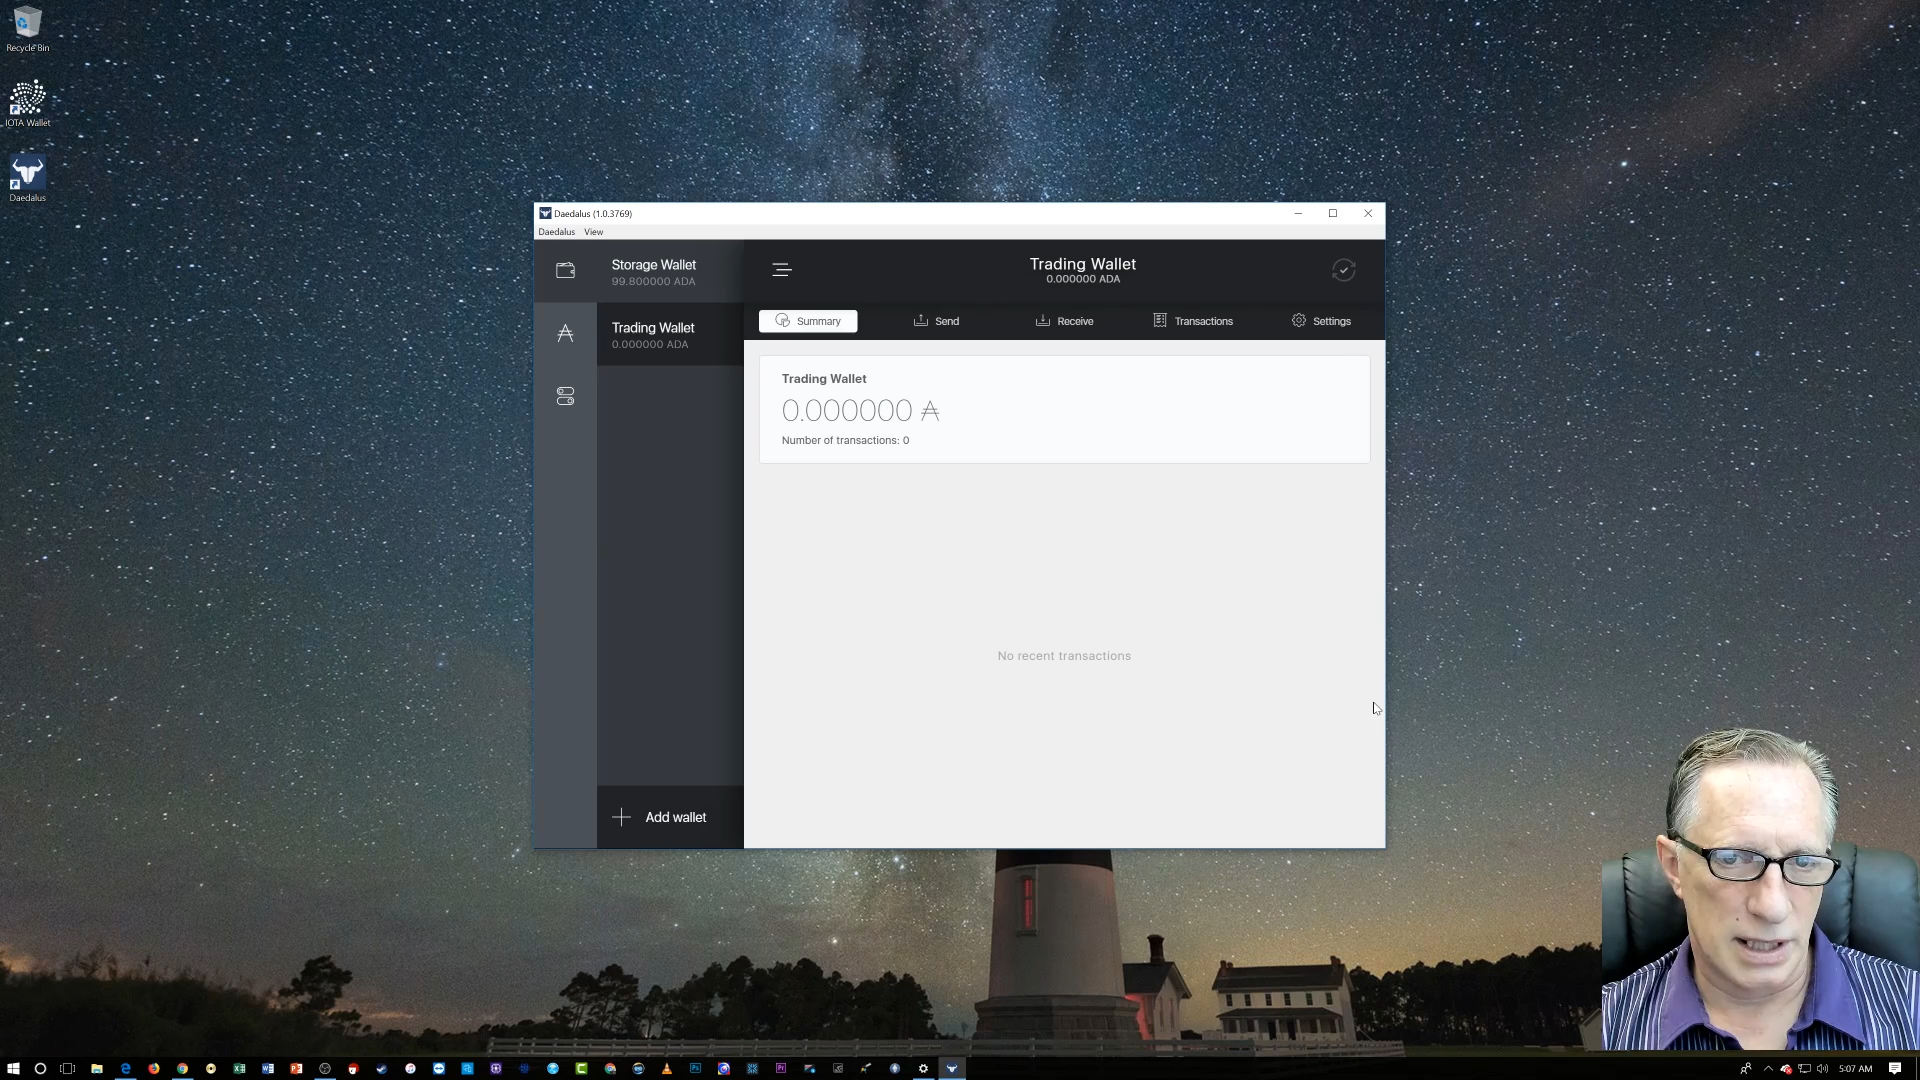 Recycle Bin
IOTA Wallet
Daedalus
Daedalus (1.0.3769)
Daedalus View
Storage Wallet
99.800000 ADA
Trading Wallet
0.000000 ADA
Add wallet
Trading Wallet
0.000000 ADA
Summary Send Receive Transactions Settings
Trading Wallet
0.000000
Number of transactions: 0
No recent transactions
5:07 AM